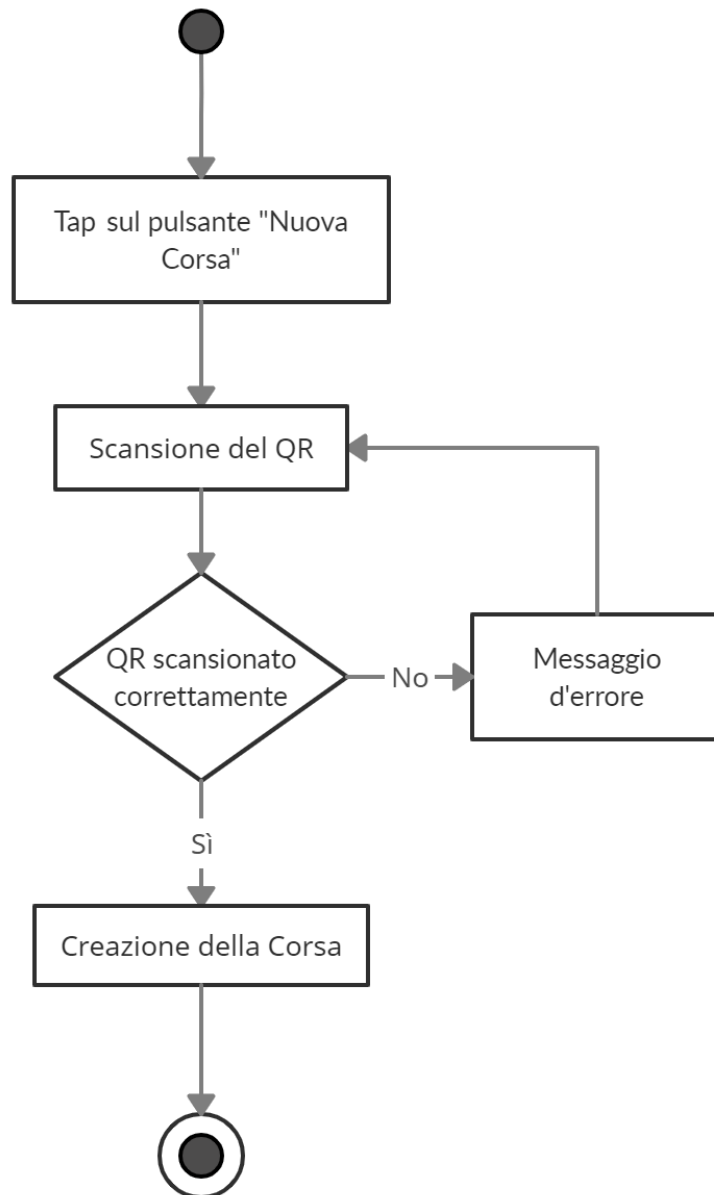 Tap sul pulsante "Nuova
Corsa"
Scansione del QR
QR scansionato
correttamente
No
Messaggio
d'errore
Sì
Creazione della Corsa